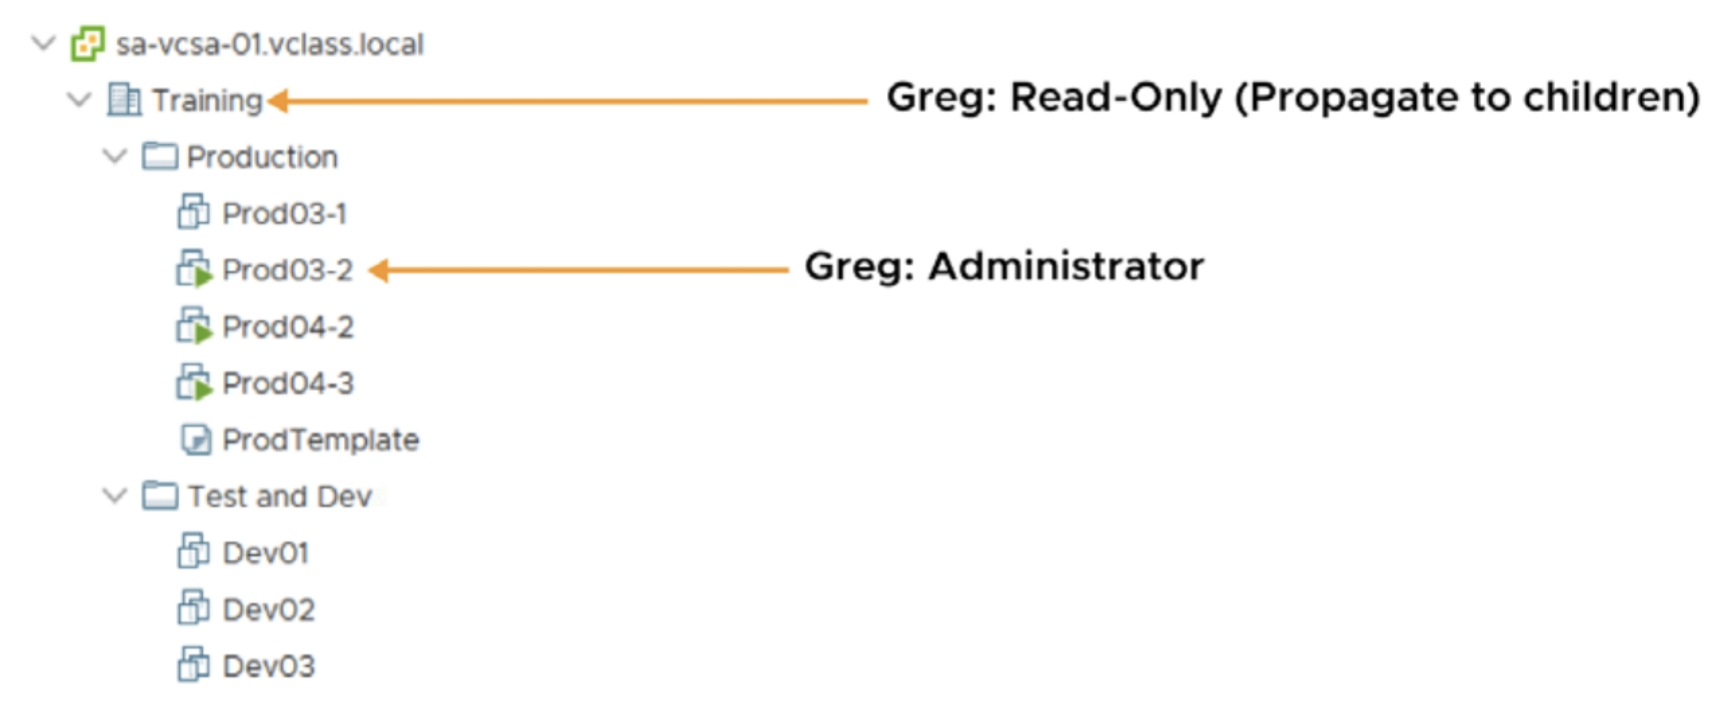 sa-vcsa-01.vclass.local
Training
Greg: Read-Only (Propagate to children)
Production
Prod03-1
Prod03-2
Greg: Administrator
Prod04-2
Prod04-3
ProdTemplate
Test and Dev
Dev01
Dev02
Dev03